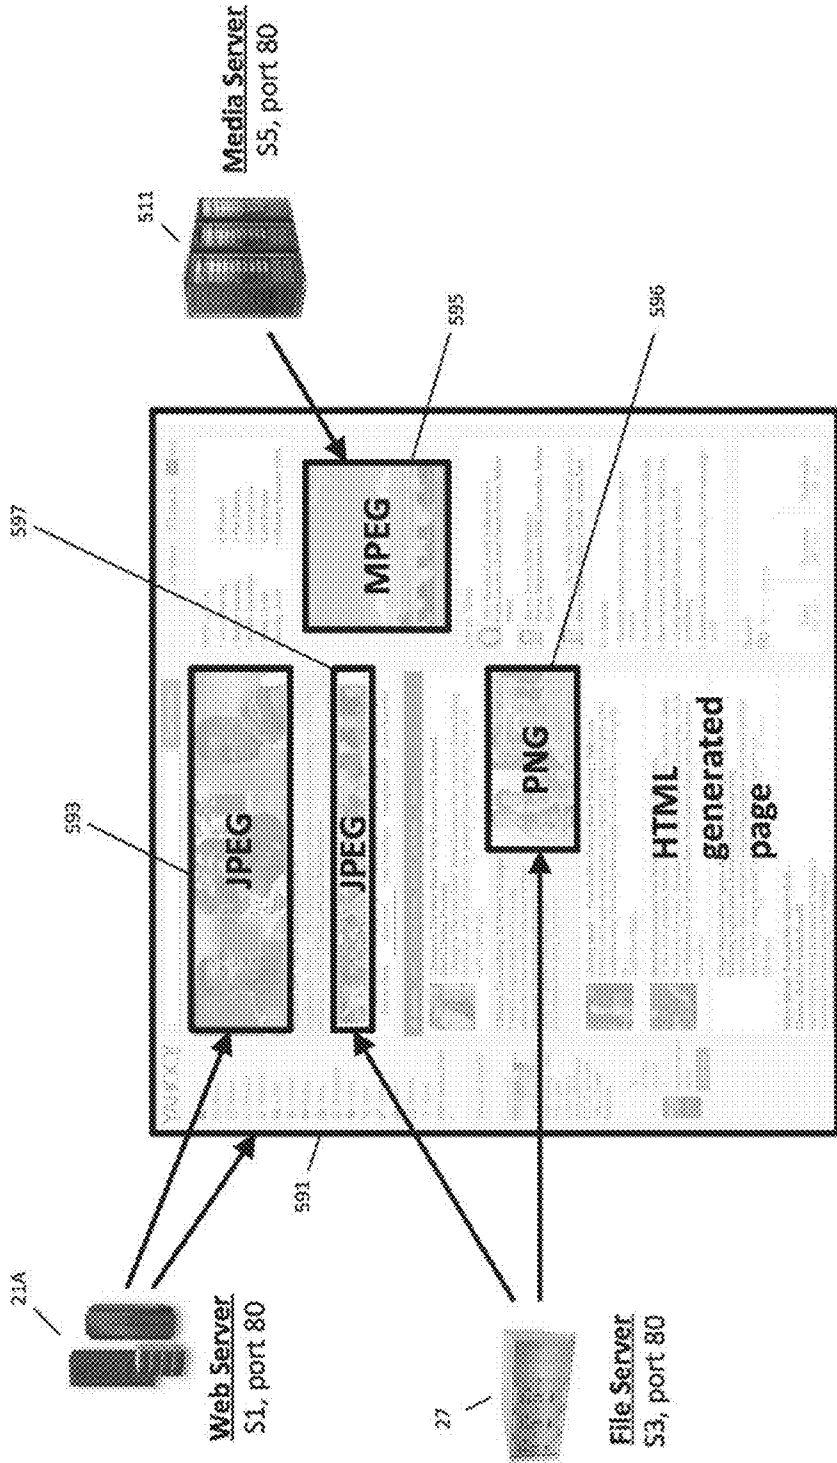 21A
597
593
511
Web Server
S1, port 80
Media Server
S5, port 80
JPEG
591
JPEG
MPEG
27
595
PNG
File Server
S3, port 80
596
HTML
generated
page